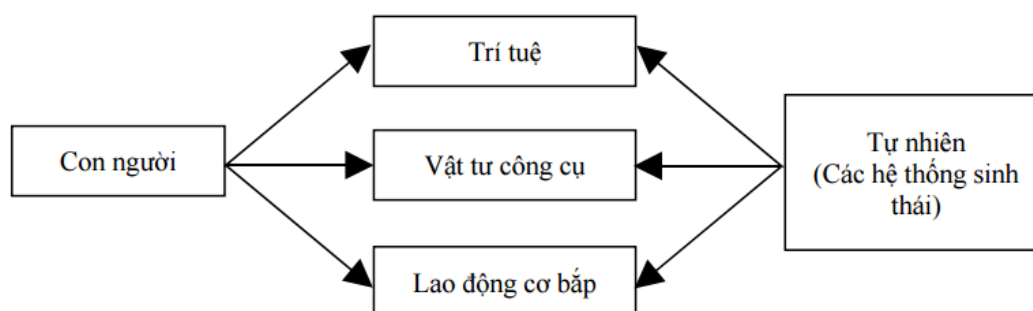 Trí tuệ
Con người
Vật tư công cụ
Tự nhiên
(Các hệ thống sinh
thái)
Lao động cơ bắp